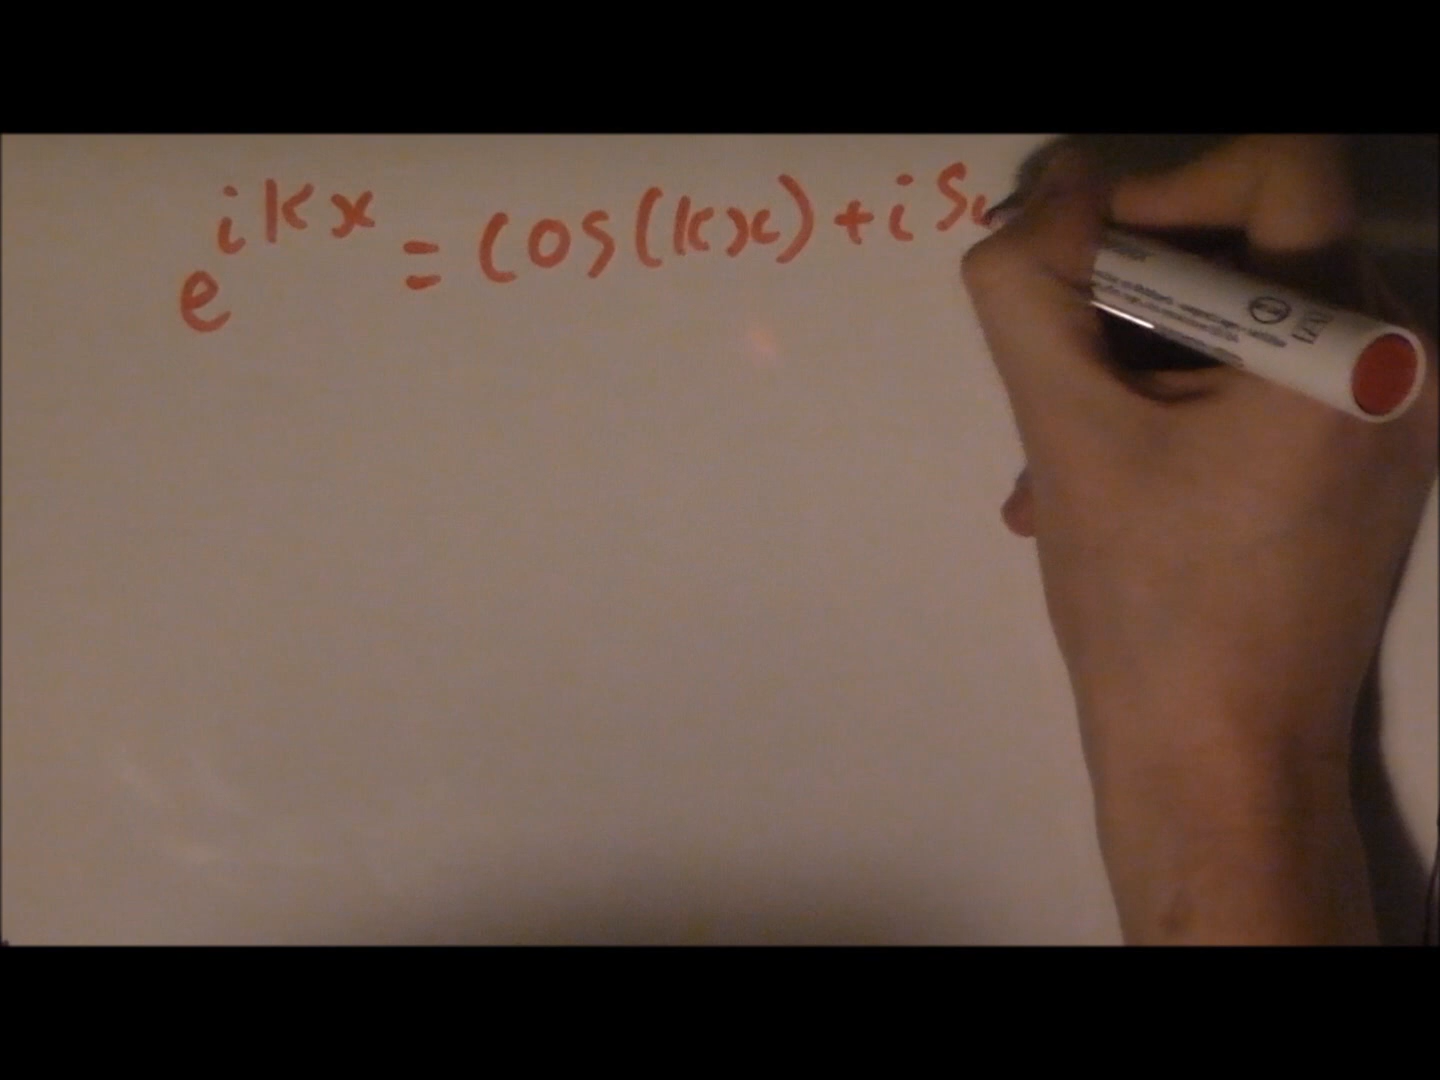 e^{ikx} = cos(kx) + i s